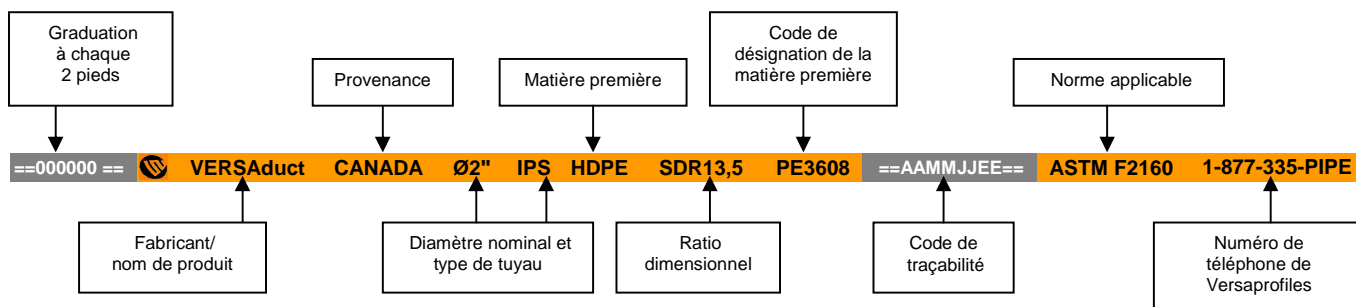 Graduation
à chaque
2 pieds
Provenance
Matière première
Code de
désignation de la
matière première
Norme applicable
==000000 == VERSAduct CANADA Ø2" IPS HDPE SDR13,5 PE3608 ==AAMMJJEE== ASTM F2160 1-877-335-PIPE
Fabricant/
nom de produit
Diamètre nominal et
type de tuyau
Ratio
dimensionnel
Code de
traçabilité
Numéro de
téléphone de
Versaprofiles